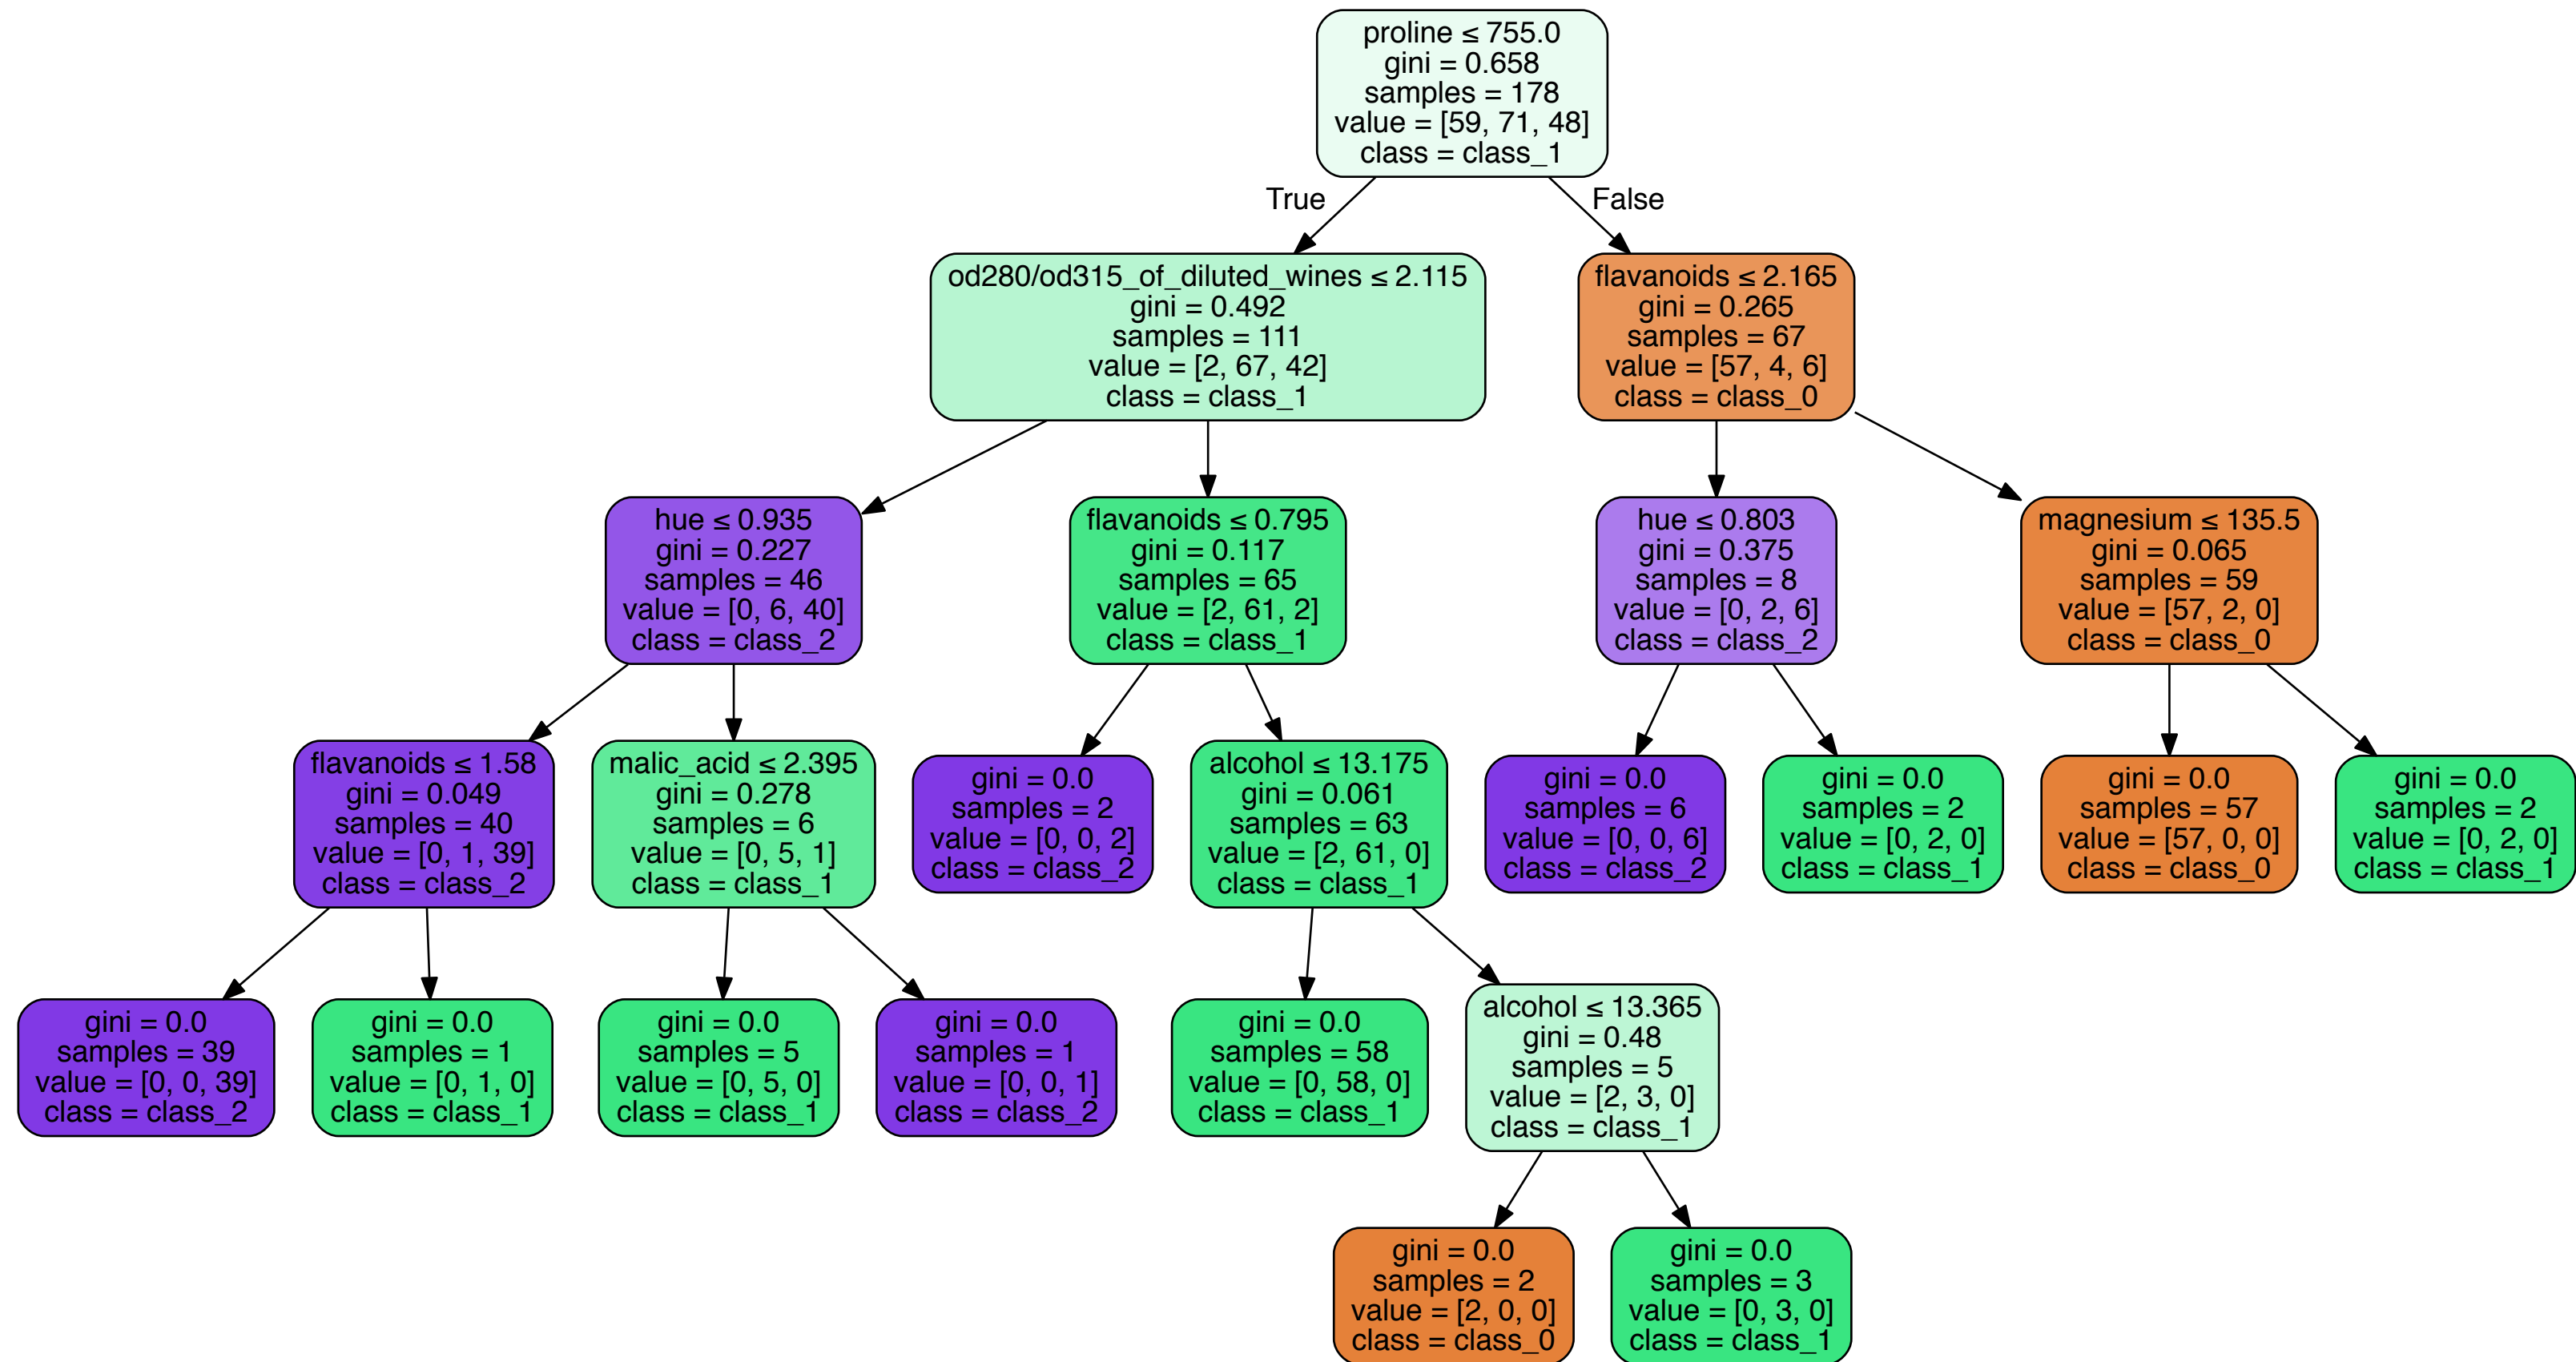 proline ≤ 755.0
gini = 0.658
samples = 178
value = [59, 71, 48]
class = class_1
True
False
od280/od315_of_diluted_wines ≤ 2.115
gini = 0.492
samples = 111
value = [2, 67, 42]
class = class_1
flavanoids ≤ 2.165
gini = 0.265
samples = 67
value = [57, 4, 6]
class = class_0
hue ≤ 0.935
gini = 0.227
samples = 46
value = [0, 6, 40]
class = class_2
flavanoids ≤ 0.795
gini = 0.117
samples = 65
value = [2, 61, 2]
class = class_1
hue ≤ 0.803
gini = 0.375
samples = 8
value = [0, 2, 6]
class = class_2
magnesium ≤ 135.5
gini = 0.065
samples = 59
value = [57, 2, 0]
class = class_0
flavanoids ≤ 1.58
gini = 0.049
samples = 40
value = [0, 1, 39]
class = class_2
malic_acid ≤ 2.395
gini = 0.278
samples = 6
value = [0, 5, 1]
class = class_1
gini = 0.0
samples = 2
value = [0, 0, 2]
class = class_2
alcohol ≤ 13.175
gini = 0.061
samples = 63
value = [2, 61, 0]
class = class_1
gini = 0.0
samples = 6
value = [0, 0, 6]
class = class_2
gini = 0.0
samples = 2
value = [0, 2, 0]
class = class_1
gini = 0.0
samples = 57
value = [57, 0, 0]
class = class_0
gini = 0.0
samples = 2
value = [0, 2, 0]
class = class_1
gini = 0.0
samples = 39
value = [0, 0, 39]
class = class_2
gini = 0.0
samples = 1
value = [0, 1, 0]
class = class_1
gini = 0.0
samples = 5
value = [0, 5, 0]
class = class_1
gini = 0.0
samples = 1
value = [0, 0, 1]
class = class_2
gini = 0.0
samples = 58
value = [0, 58, 0]
class = class_1
alcohol ≤ 13.365
gini = 0.48
samples = 5
value = [2, 3, 0]
class = class_1
gini = 0.0
samples = 2
value = [2, 0, 0]
class = class_0
gini = 0.0
samples = 3
value = [0, 3, 0]
class = class_1